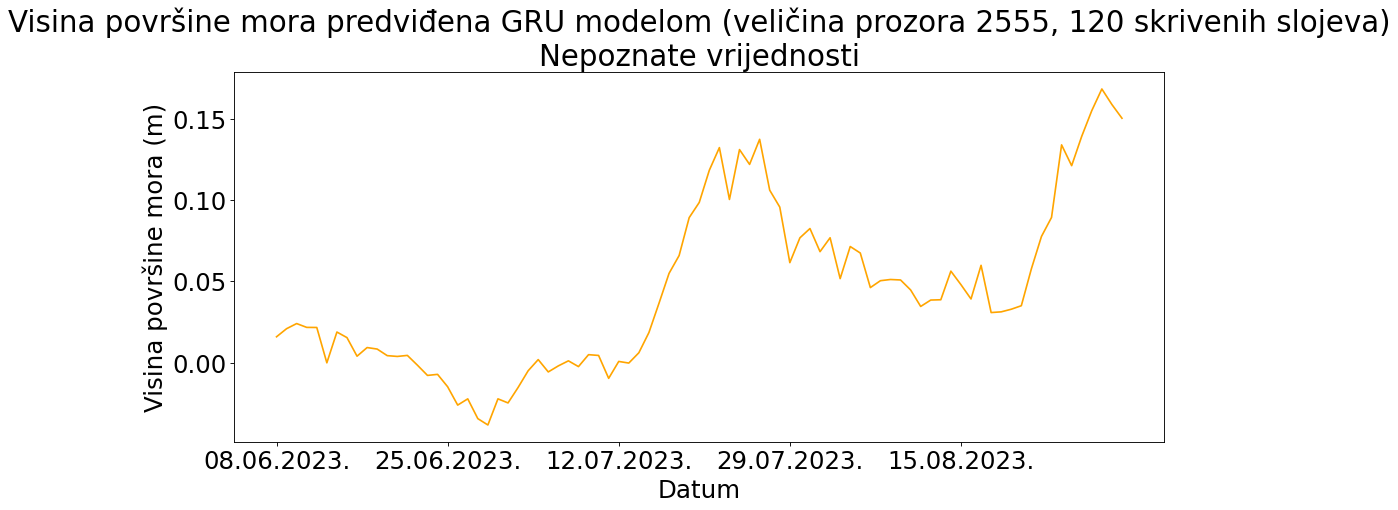 Visina površine mora predviđena GRU modelom (veličina prozora 2555, 120 skrivenih slojeva)
Nepoznate vrijednosti
Visina površine mora (m)
0.15
0.10
0.05
0.00
08.06.2023.
25.06.2023.
12.07.2023.
29.07.2023.
15.08.2023.
Datum